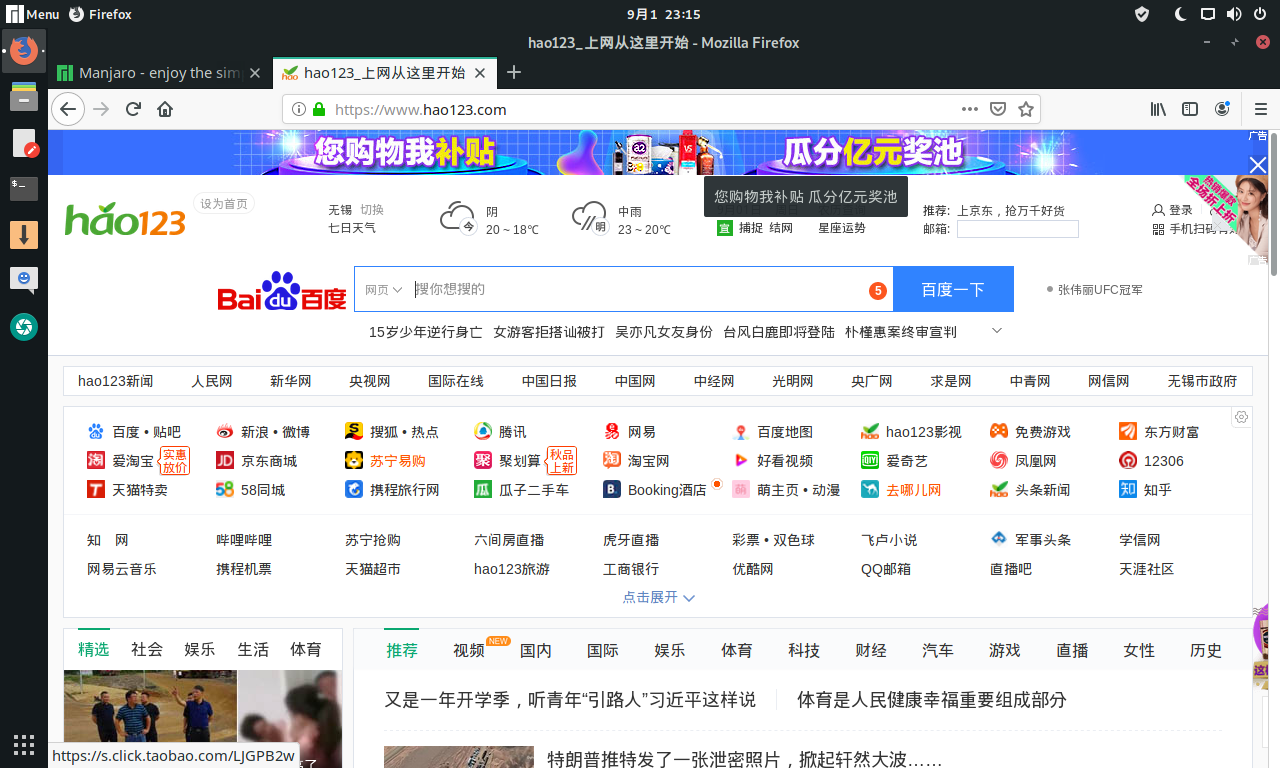 Menu Firefox 9月1 23:15
hao123_上网从这里开始 - Mozilla Firefox
Manjaro - enjoy the sim hao123_上网从这里开始
https://www.hao123.com
您购物我补贴 瓜分亿元奖池 广告
hao123 设为首页
无锡 切换 阴 中雨
七日天气 今 20 ~ 18°C 明 23 ~ 20°C
您购物我补贴 瓜分亿元奖池
宜 捕捉 结网 星座运势
推荐: 上京东，抢万千好货
邮箱:
登录
手机扫码有
热销爆款
全场折上折
广告
Baidu百度 网页 搜你想搜的 5 百度一下 张伟丽UFC冠军
15岁少年逆行身亡 女游客拒搭讪被打 吴亦凡女友身份 台风白鹿即将登陆 朴槿惠案终审宣判
hao123新闻 人民网 新华网 央视网 国际在线 中国日报 中国网 中经网 光明网 央广网 求是网 中青网 网信网 无锡市政府
百度 • 贴吧 新浪 • 微博 搜狐 • 热点 腾讯 网易 百度地图 hao123影视 免费游戏 东方财富
爱淘宝 实惠放价 京东商城 苏宁易购 聚划算 秋品上新 淘宝网 好看视频 爱奇艺 凤凰网 12306
天猫特卖 58同城 携程旅行网 瓜子二手车 Booking酒店 萌主页 • 动漫 去哪儿网 头条新闻 知乎
知 网 哔哩哔哩 苏宁抢购 六间房直播 虎牙直播 彩票 • 双色球 飞卢小说 军事头条 学信网
网易云音乐 携程机票 天猫超市 hao123旅游 工商银行 优酷网 QQ邮箱 直播吧 天涯社区
点击展开
精选 社会 娱乐 生活 体育
推荐 视频 NEW 国内 国际 娱乐 体育 科技 财经 汽车 游戏 直播 女性 历史
又是一年开学季，听青年“引路人”习近平这样说 体育是人民健康幸福重要组成部分
特朗普推特发了一张泄密照片，掀起轩然大波……
https://s.click.taobao.com/LJGPB2w